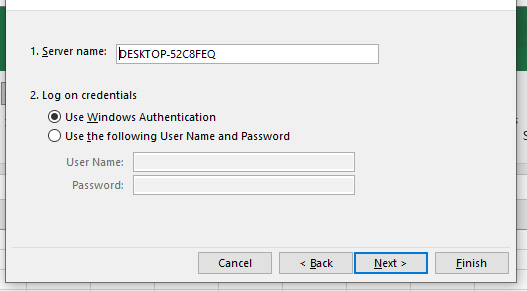 1. Server name: DESKTOP-52C8FEQ
2. Log on credentials
Use Windows Authentication
Use the following User Name and Password
User Name:
Password:
Cancel < Back Next > Finish